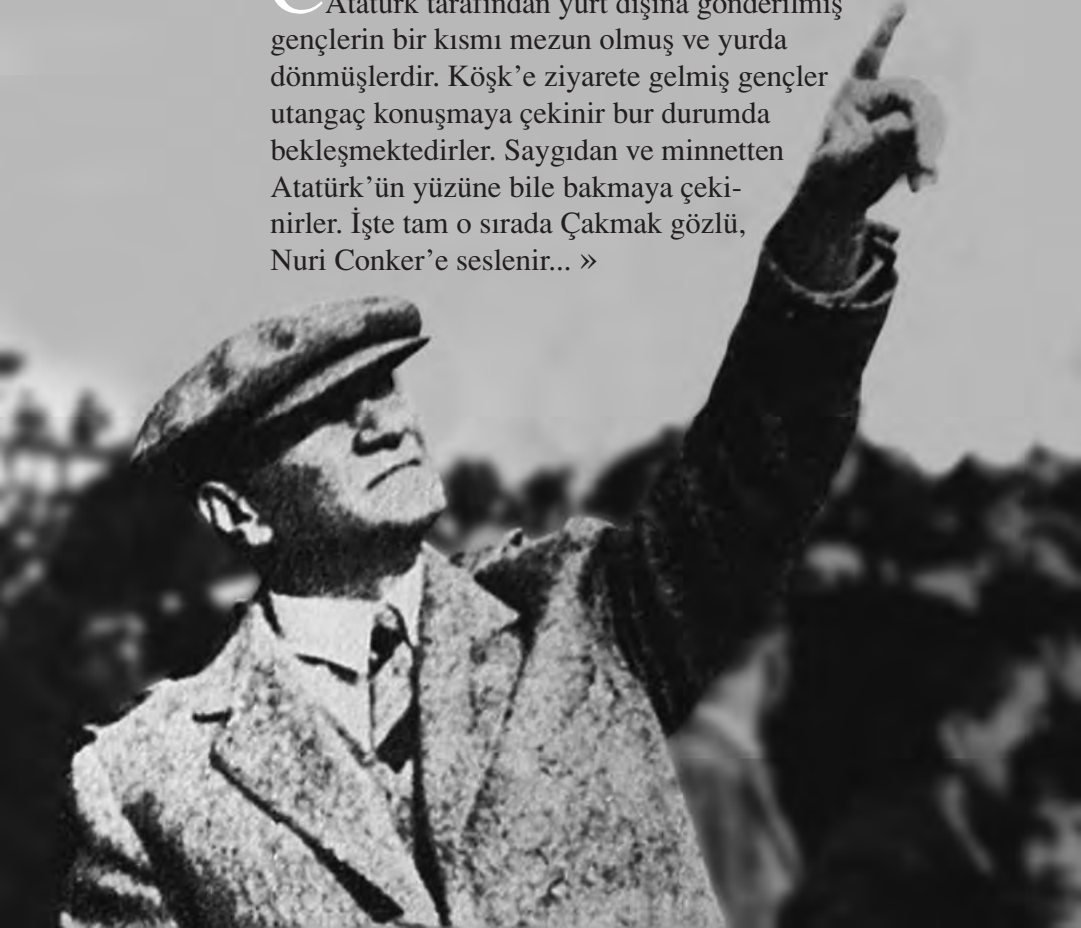 Atatürk tarafından yurt dışına gönderilmiş
gençlerin bir kısmı mezun olmuş ve yurda
dönmüşlerdir. Köşk’e ziyarete gelmiş gençler
utangaç konuşmaya çekinir bur durumda
bekleşmektedirler. Saygıdan ve minnetten
Atatürk’ün yüzüne bile bakmaya çeki-
nirler. İşte tam o sırada Çakmak gözlü,
Nuri Conker’e seslenir... »